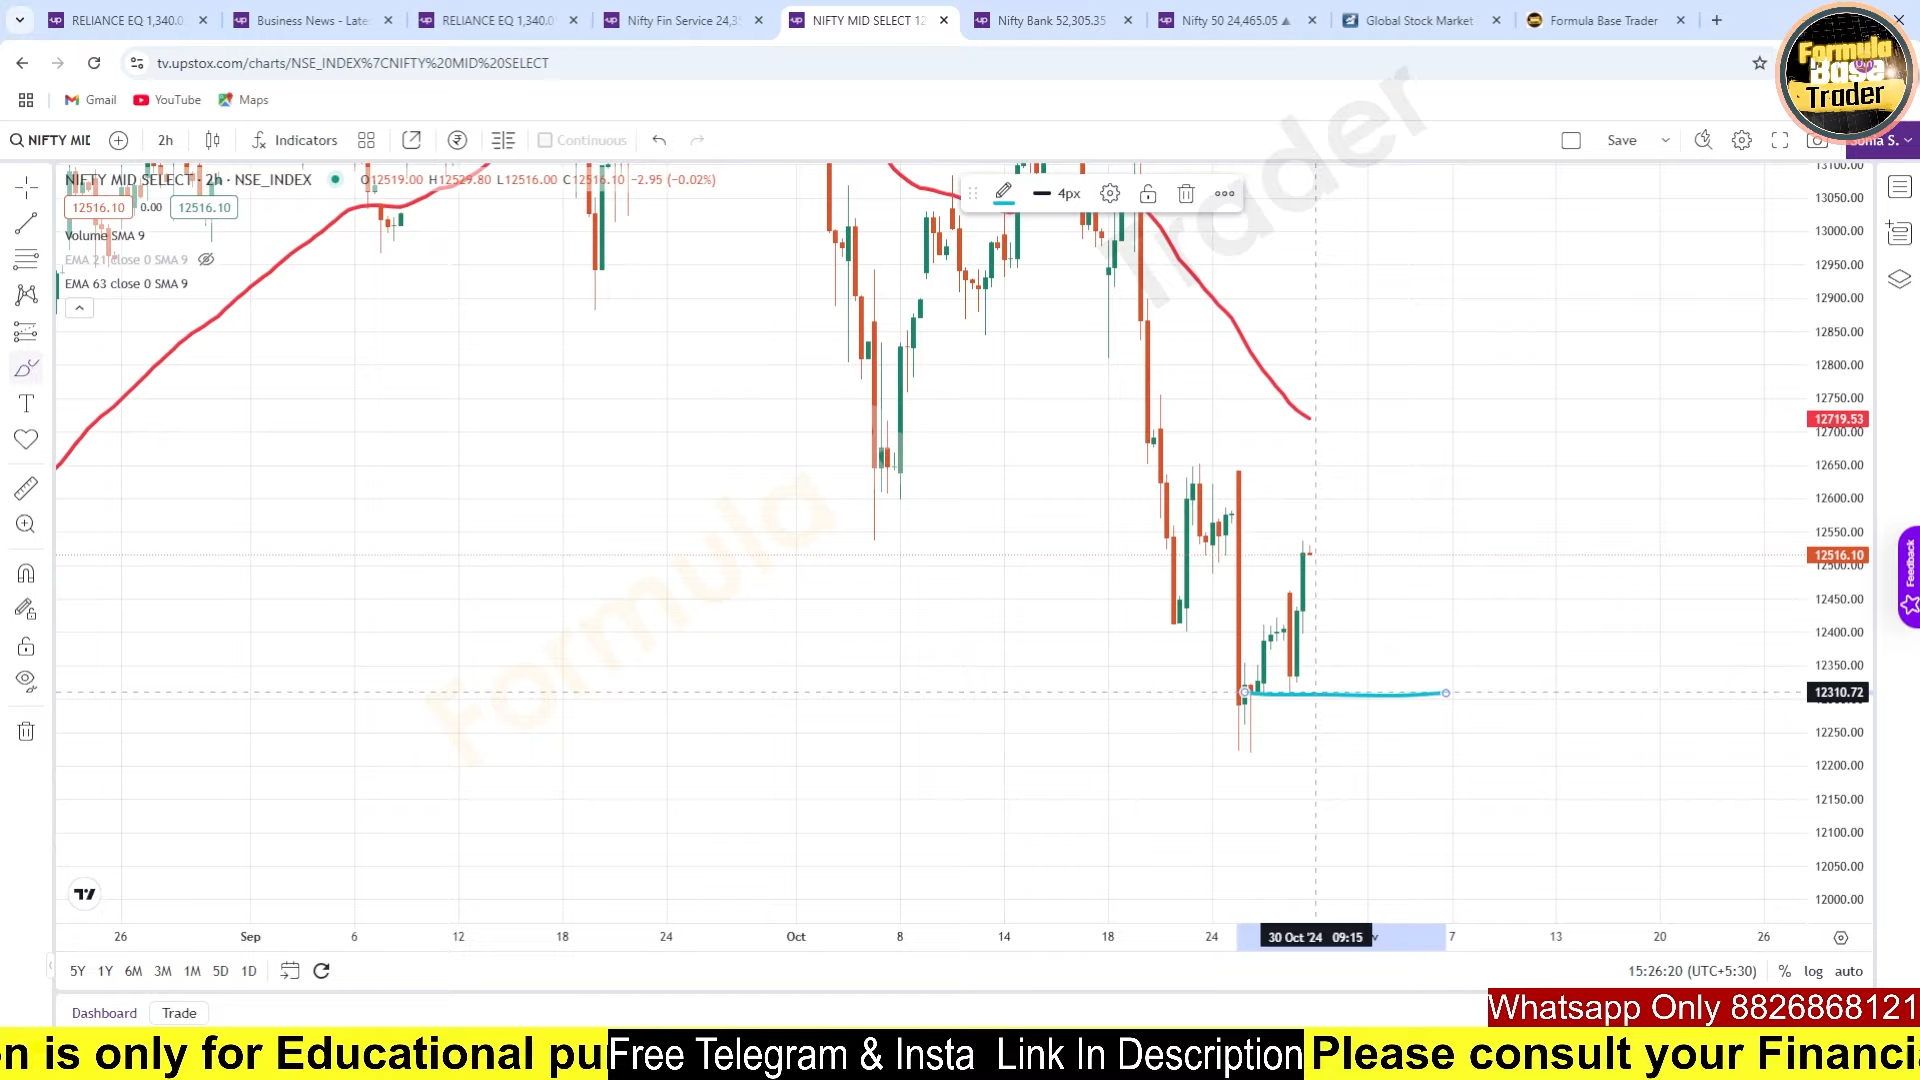 RELIANCE EQ 1,340.0
Business News - Late
RELIANCE EQ 1,340.0
Nifty Fin Service 24,3
NIFTY MID SELECT 12
Nifty Bank 52,305.35
Nifty 50 24,465.05 ▲
Global Stock Market
Formula Base Trader
tv.upstox.com/charts/NSE_INDEX%7CNIFTY%20MID%20SELECT
Gmail
YouTube
Maps
Formula
Base
Trader
NIFTY MID
2h
Indicators
Continuous
Save
onia S.
NIFTY MID SELECT · 2h · NSE_INDEX
O12519.00 H12529.80 L12516.00 C12516.10 −2.95 (−0.02%)
12516.10
0.00
12516.10
Volume SMA 9
EMA 21 close 0 SMA 9
EMA 63 close 0 SMA 9
4px
Trader
Formula
13100.00
13050.00
13000.00
12950.00
12900.00
12850.00
12800.00
12750.00
12719.53
12700.00
12650.00
12600.00
12550.00
12516.10
12500.00
12450.00
12400.00
12350.00
12310.72
12250.00
12200.00
12150.00
12100.00
12050.00
12000.00
Feedback
26
Sep
6
12
18
24
Oct
8
14
18
24
30 Oct '24 09:15
7
13
20
26
5Y
1Y
6M
3M
1M
5D
1D
15:26:20 (UTC+5:30)
%
log
auto
Dashboard
Trade
Whatsapp Only 8826868121
n is only for Educational pu
Free Telegram & Insta Link In Description
Please consult your Financi